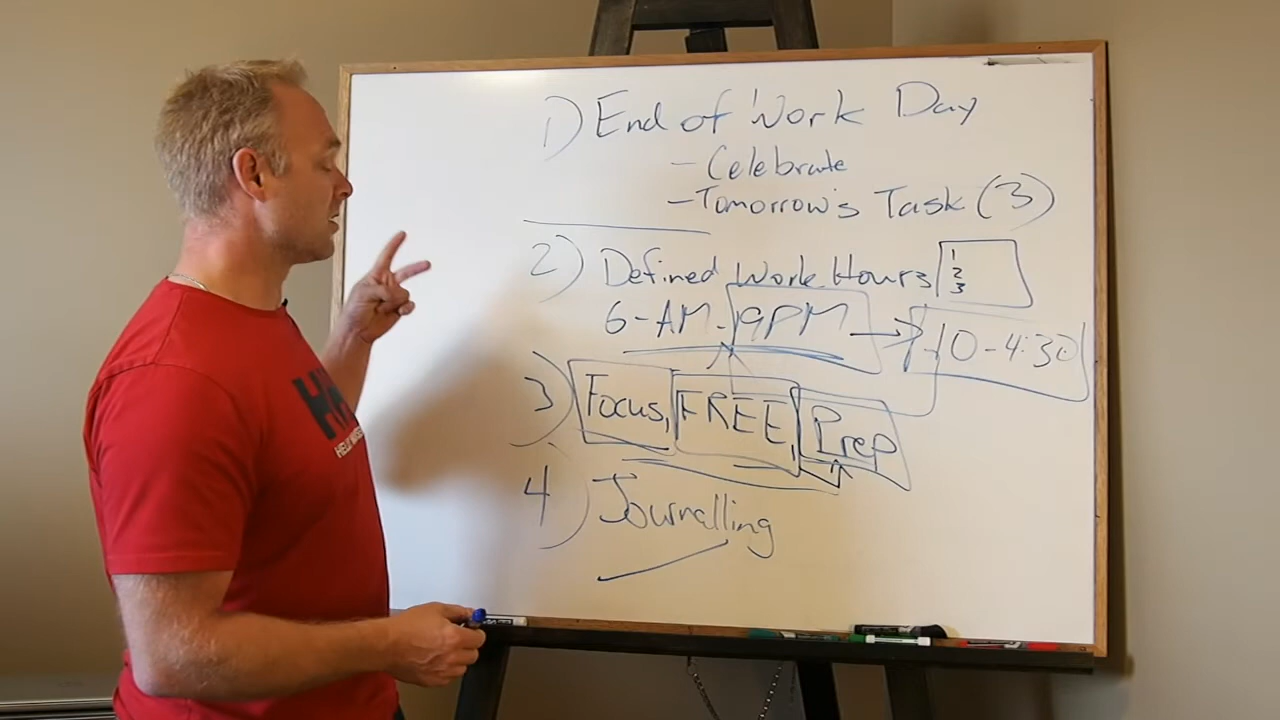 1) End of Work Day
- Celebrate
- Tomorrow's Task (3)
2) Defined Work Hours
1
2
3
6-AM - 9PM → 10 - 4:30
3) Focus, FREE, Prep
4) Journalling
HELLY